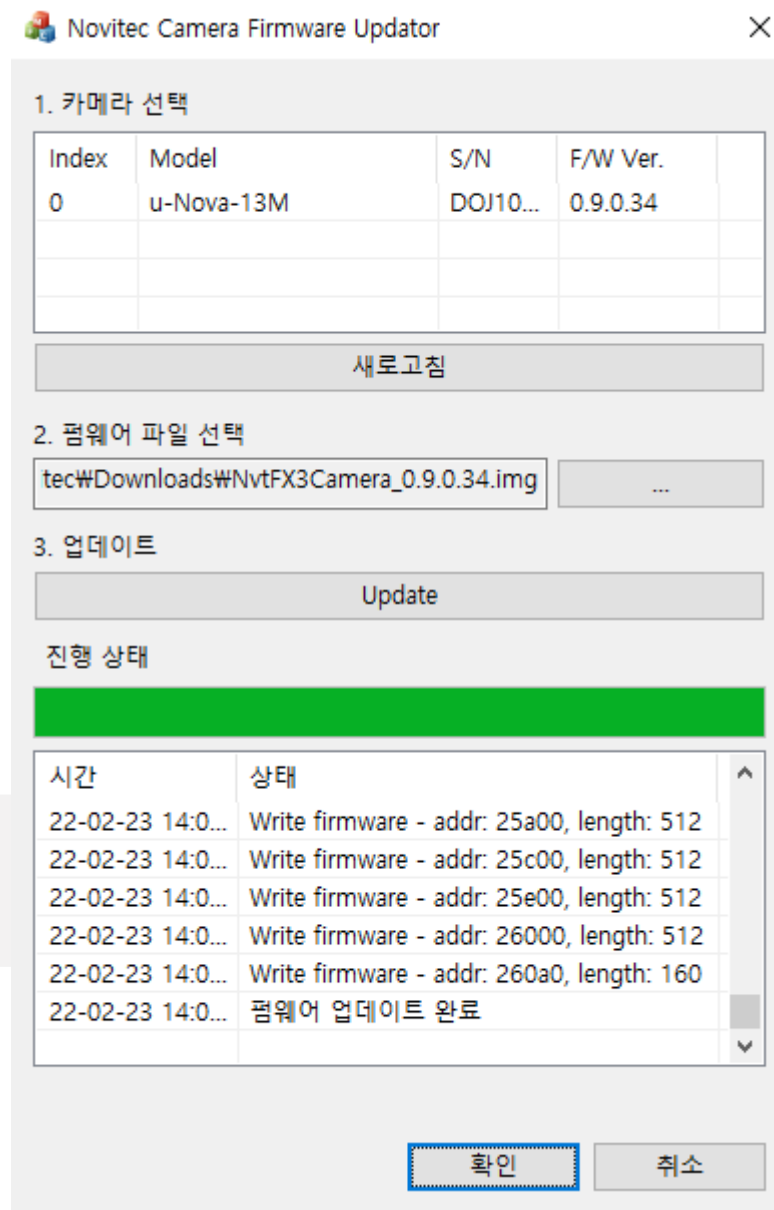 Novitec Camera Firmware Updator
1. 카메라 선택
Index Model S/N F/W Ver.
0 u-Nova-13M DOJ10... 0.9.0.34
새로고침
2. 펌웨어 파일 선택
tec₩Downloads₩NvtFX3Camera_0.9.0.34.img ...
3. 업데이트
Update
진행 상태
시간 상태
22-02-23 14:0... Write firmware - addr: 25a00, length: 512
22-02-23 14:0... Write firmware - addr: 25c00, length: 512
22-02-23 14:0... Write firmware - addr: 25e00, length: 512
22-02-23 14:0... Write firmware - addr: 26000, length: 512
22-02-23 14:0... Write firmware - addr: 260a0, length: 160
22-02-23 14:0... 펌웨어 업데이트 완료
확인 취소